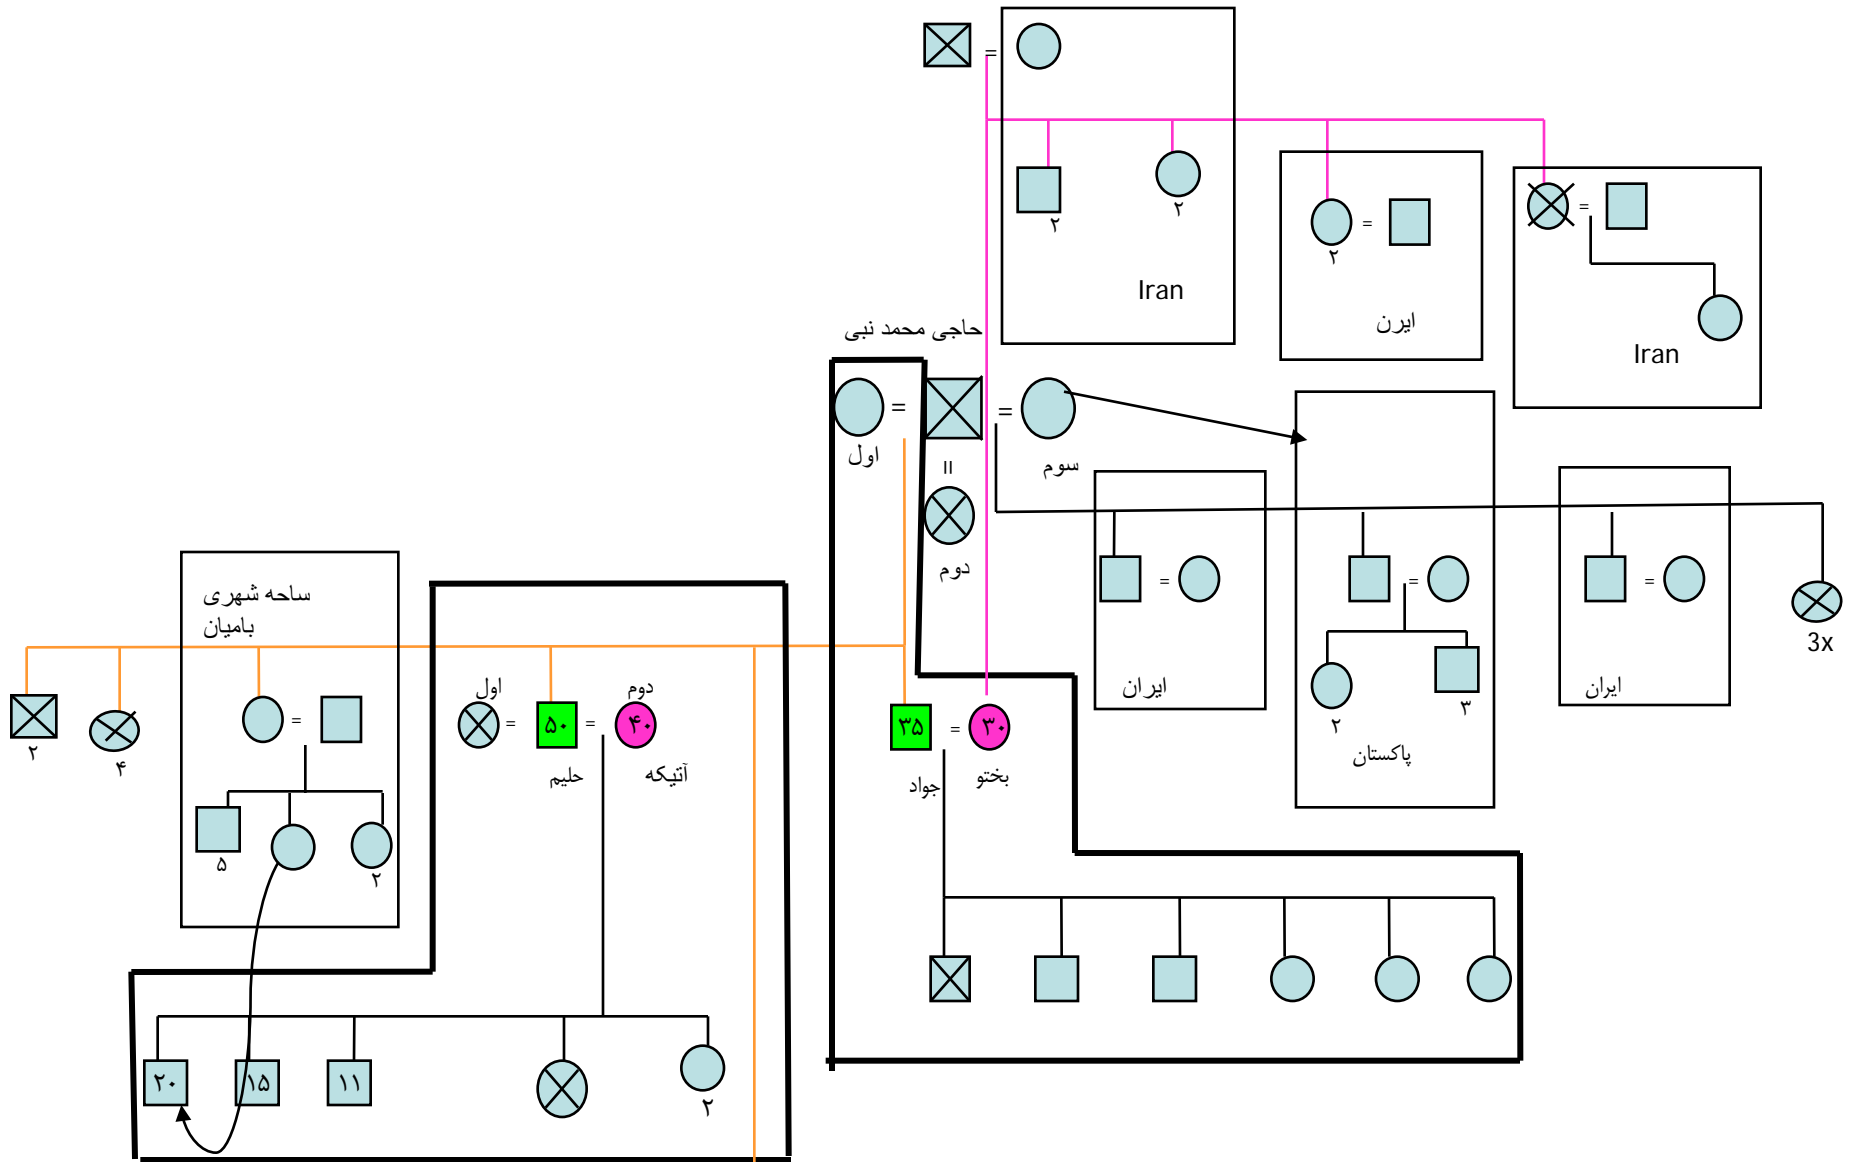 =
۲
۲
Iran
=
۲
ایرن
=
Iran
حاجی محمد نبی
=
=
اول
=
سوم
دوم
=
ایران
=
۲
۳
پاکستان
=
ایران
3x
ساحه شهری
بامیان
۲
۴
=
۵
۲
اول
دوم
=
۵۰
=
۴۰
حلیم
آتیکه
۳۵
=
۳۰
جواد
بختو
۲۰
۱۵
۱۱
۲